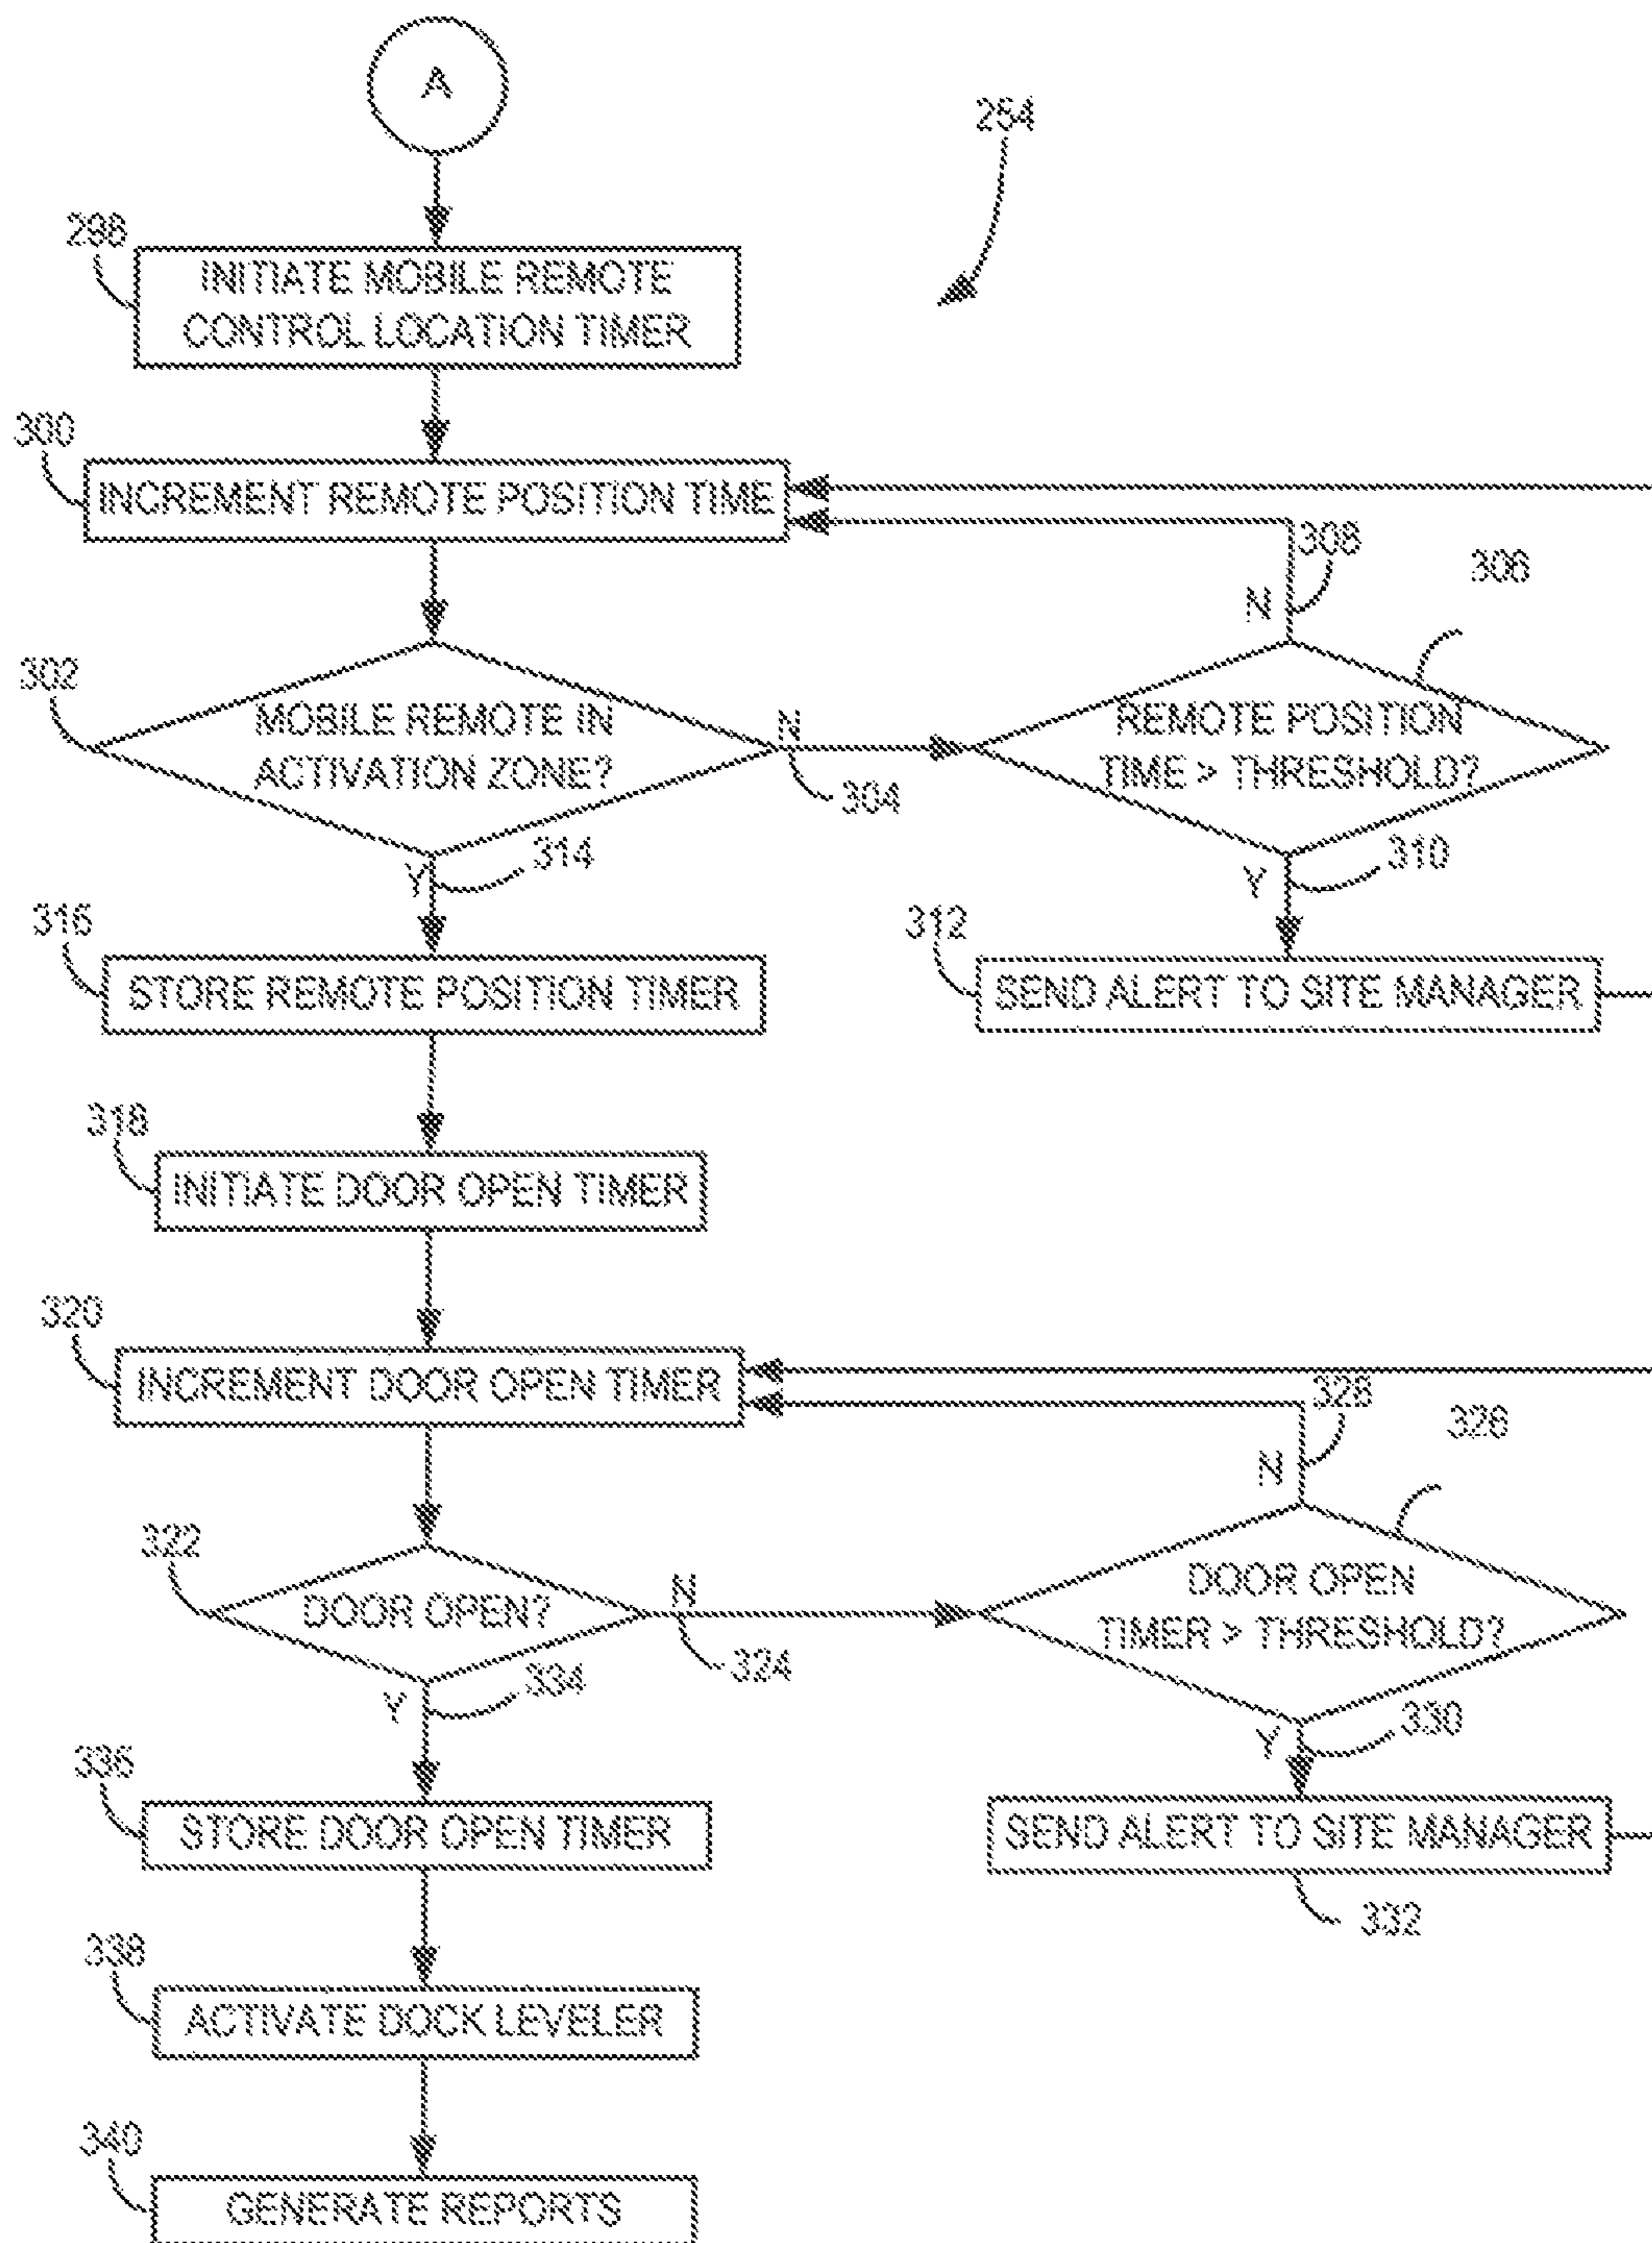 A
254
298
INITIATE MOBILE REMOTE
CONTROL LOCATION TIMER
300
INCREMENT REMOTE POSITION TIME
308
306
N
302
MOBILE REMOTE IN
ACTIVATION ZONE?
N
304
REMOTE POSITION
TIME > THRESHOLD?
314
Y
310
Y
316
STORE REMOTE POSITION TIMER
312
SEND ALERT TO SITE MANAGER
318
INITIATE DOOR OPEN TIMER
320
INCREMENT DOOR OPEN TIMER
328
326
N
322
DOOR OPEN?
N
324
DOOR OPEN
TIMER > THRESHOLD?
334
Y
330
Y
336
STORE DOOR OPEN TIMER
SEND ALERT TO SITE MANAGER
332
338
ACTIVATE DOCK LEVELER
340
GENERATE REPORTS